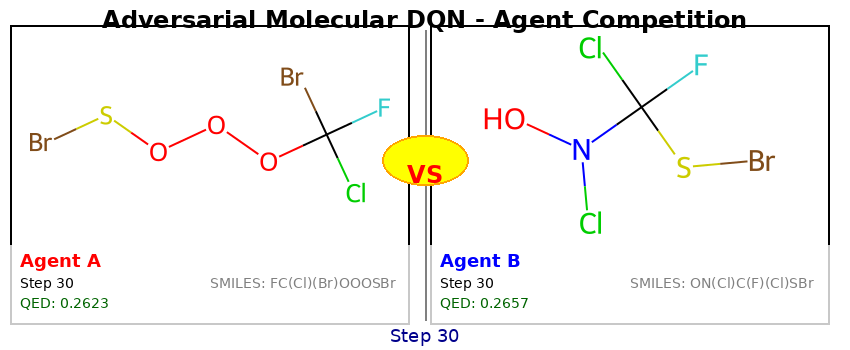 Adversarial Molecular DQN - Agent Competition
Br
S
O
O
O
Br
F
Cl
VS
Cl
F
HO
N
S
Br
Cl
Agent A
Step 30
SMILES: FC(Cl)(Br)OOOSBr
QED: 0.2623
Agent B
Step 30
SMILES: ON(Cl)C(F)(Cl)SBr
QED: 0.2657
Step 30